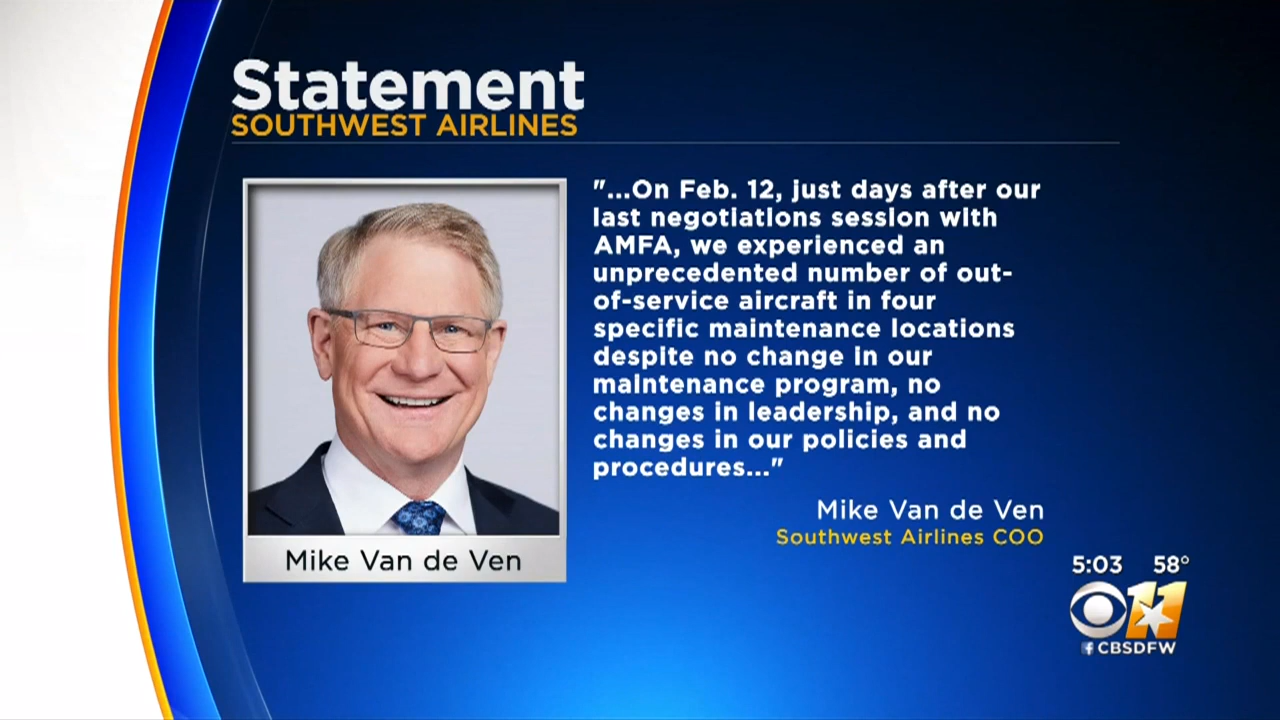 Statement
SOUTHWEST AIRLINES
"...On Feb. 12, just days after our
last negotiations session with
AMFA, we experienced an
unprecedented number of out-
of-service aircraft in four
specific maintenance locations
despite no change in our
maintenance program, no
changes in leadership, and no
changes in our policies and
procedures..."
Mike Van de Ven
Southwest Airlines COO
Mike Van de Ven
5:03 58°
11
f CBSDFW